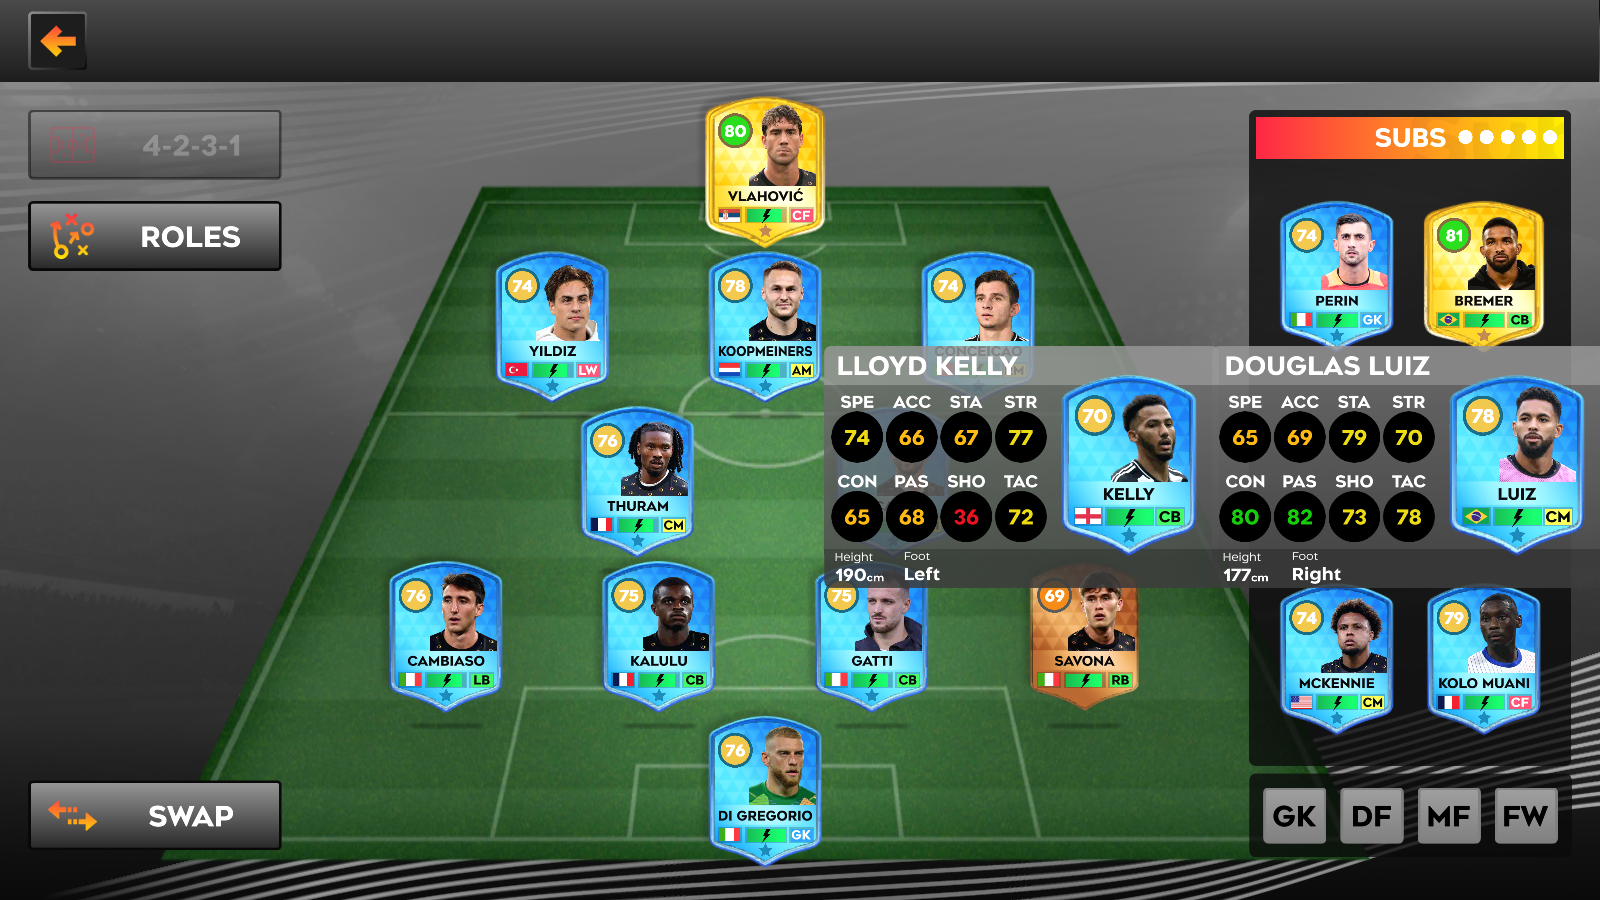 4-2-3-1
ROLES
SWAP
SUBS
80
VLAHOVIĆ
CF
74
YILDIZ
LW
78
KOOPMEINERS
AM
74
CONCEICAO
76
THURAM
CM
76
CAMBIASO
LB
75
KALULU
CB
75
GATTI
CB
69
SAVONA
RB
76
DI GREGORIO
GK
74
PERIN
GK
81
BREMER
CB
LLOYD KELLY
SPE ACC STA STR
74 66 67 77
CON PAS SHO TAC
65 68 36 72
Height Foot
190cm Left
70
KELLY
CB
DOUGLAS LUIZ
SPE ACC STA STR
65 69 79 70
CON PAS SHO TAC
80 82 73 78
Height Foot
177cm Right
78
LUIZ
CM
74
MCKENNIE
CM
79
KOLO MUANI
CF
GK DF MF FW